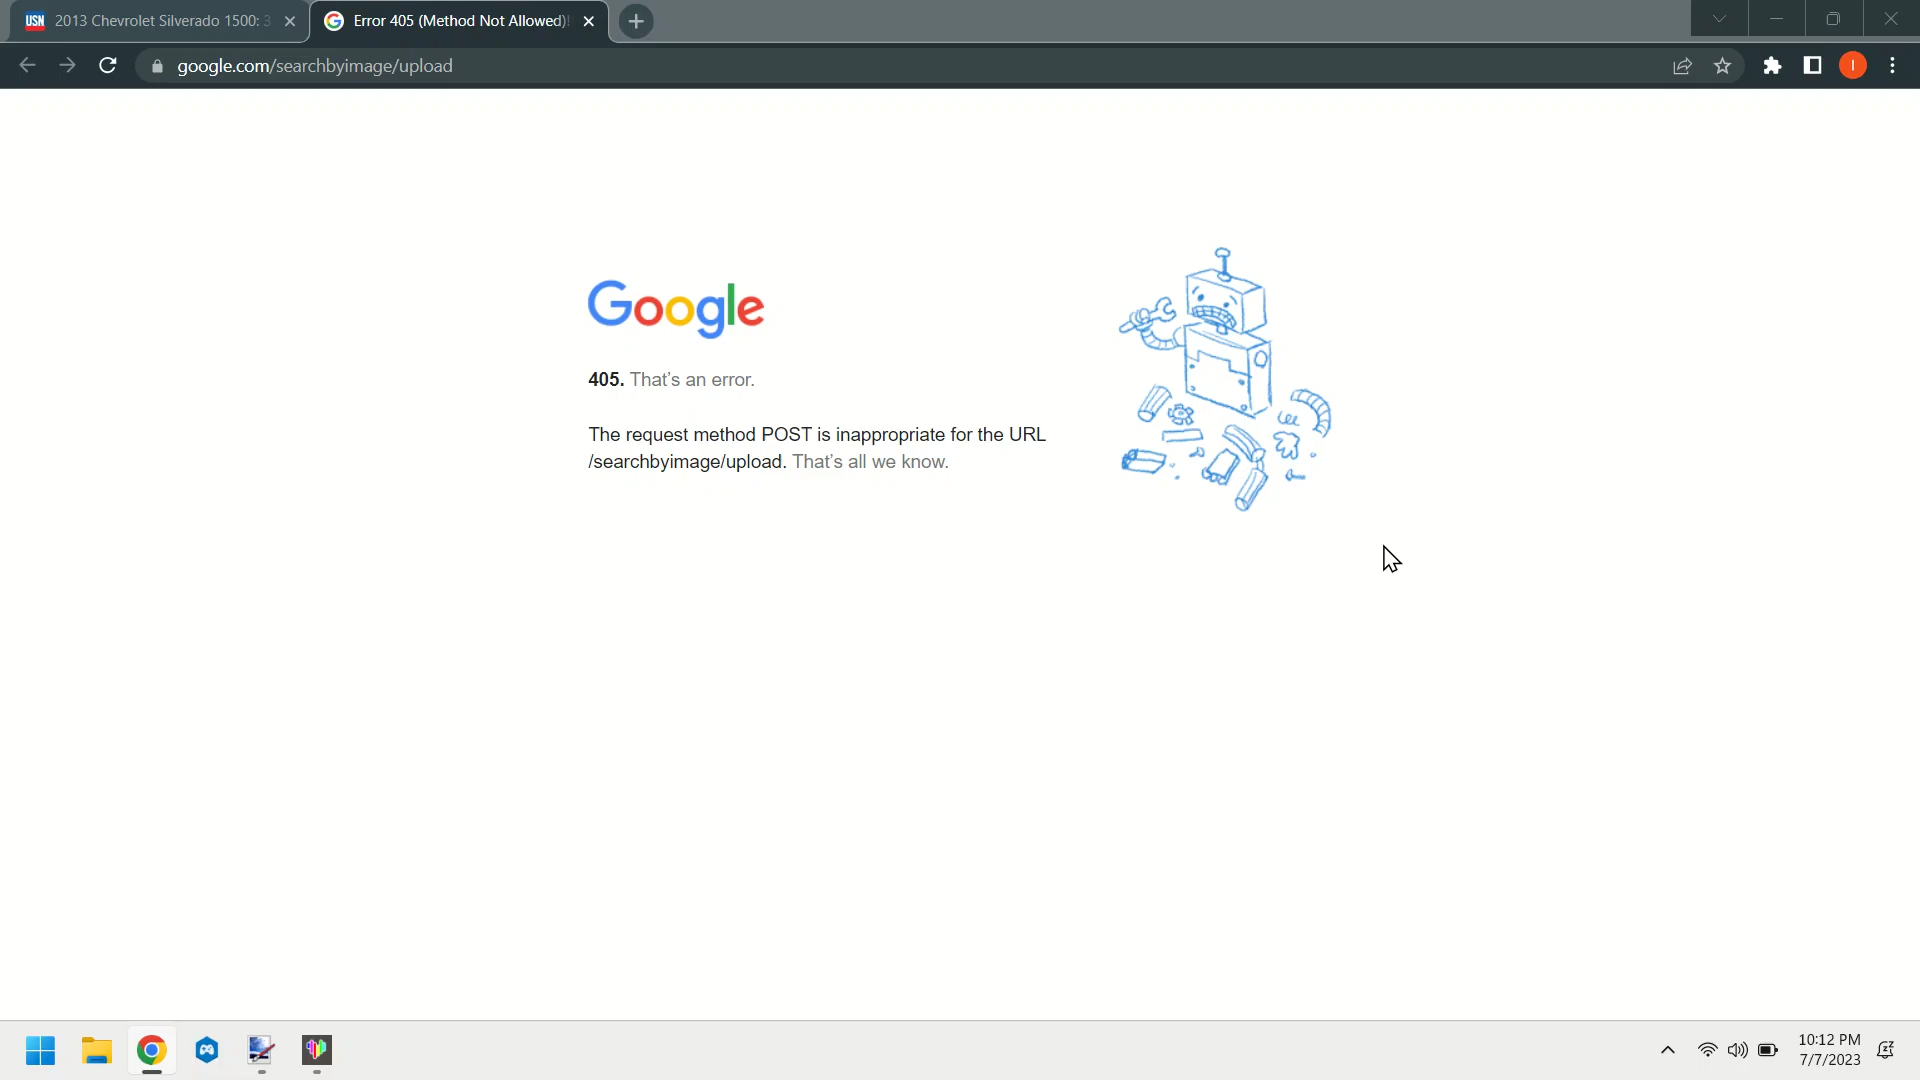 USN 2013 Chevrolet Silverado 1500: 3
Error 405 (Method Not Allowed)!
google.com/searchbyimage/upload
I
Google
405. That’s an error.
The request method POST is inappropriate for the URL
/searchbyimage/upload. That’s all we know.
10:12 PM
7/7/2023